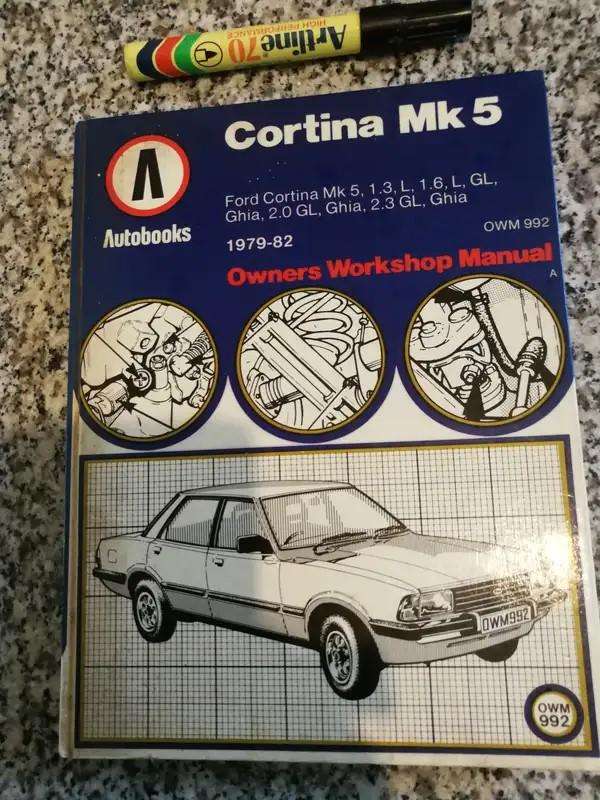 Artline 70
HIGH PERFORMANCE
Cortina Mk 5
Autobooks
Ford Cortina Mk 5, 1.3, L, 1.6, L, GL,
Ghia, 2.0 GL, Ghia, 2.3 GL, Ghia
OWM 992
1979-82
Owners Workshop Manual
A
OWM992
OWM
992